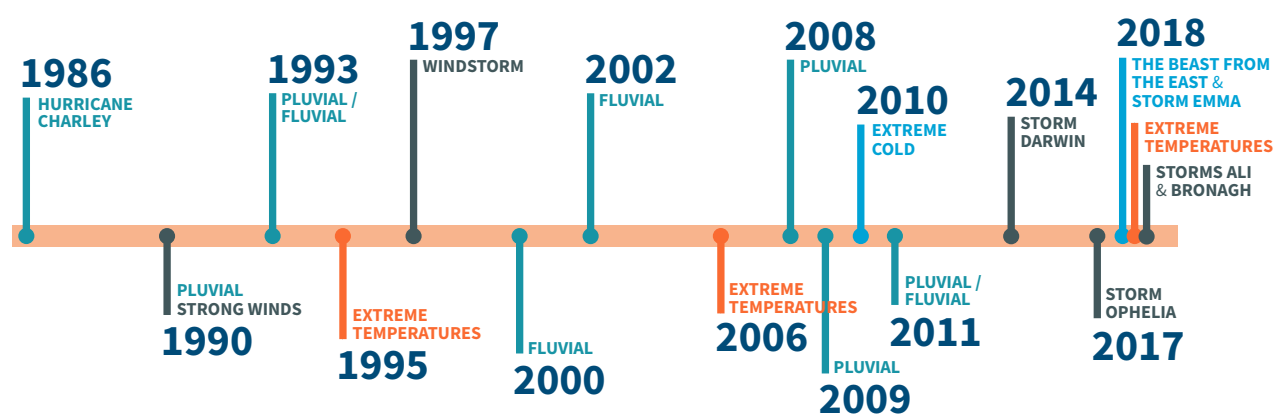 1986
HURRICANE
CHARLEY
PLUVIAL
STRONG WINDS
1990
1993
PLUVIAL /
FLUVIAL
EXTREME
TEMPERATURES
1995
1997
WINDSTORM
FLUVIAL
2000
2002
FLUVIAL
EXTREME
TEMPERATURES
2006
2008
PLUVIAL
PLUVIAL
2009
2010
EXTREME
COLD
PLUVIAL /
FLUVIAL
2011
2014
STORM
DARWIN
STORM
OPHELIA
2017
2018
THE BEAST FROM
THE EAST &
STORM EMMA
EXTREME
TEMPERATURES
STORMS ALI
& BRONAGH